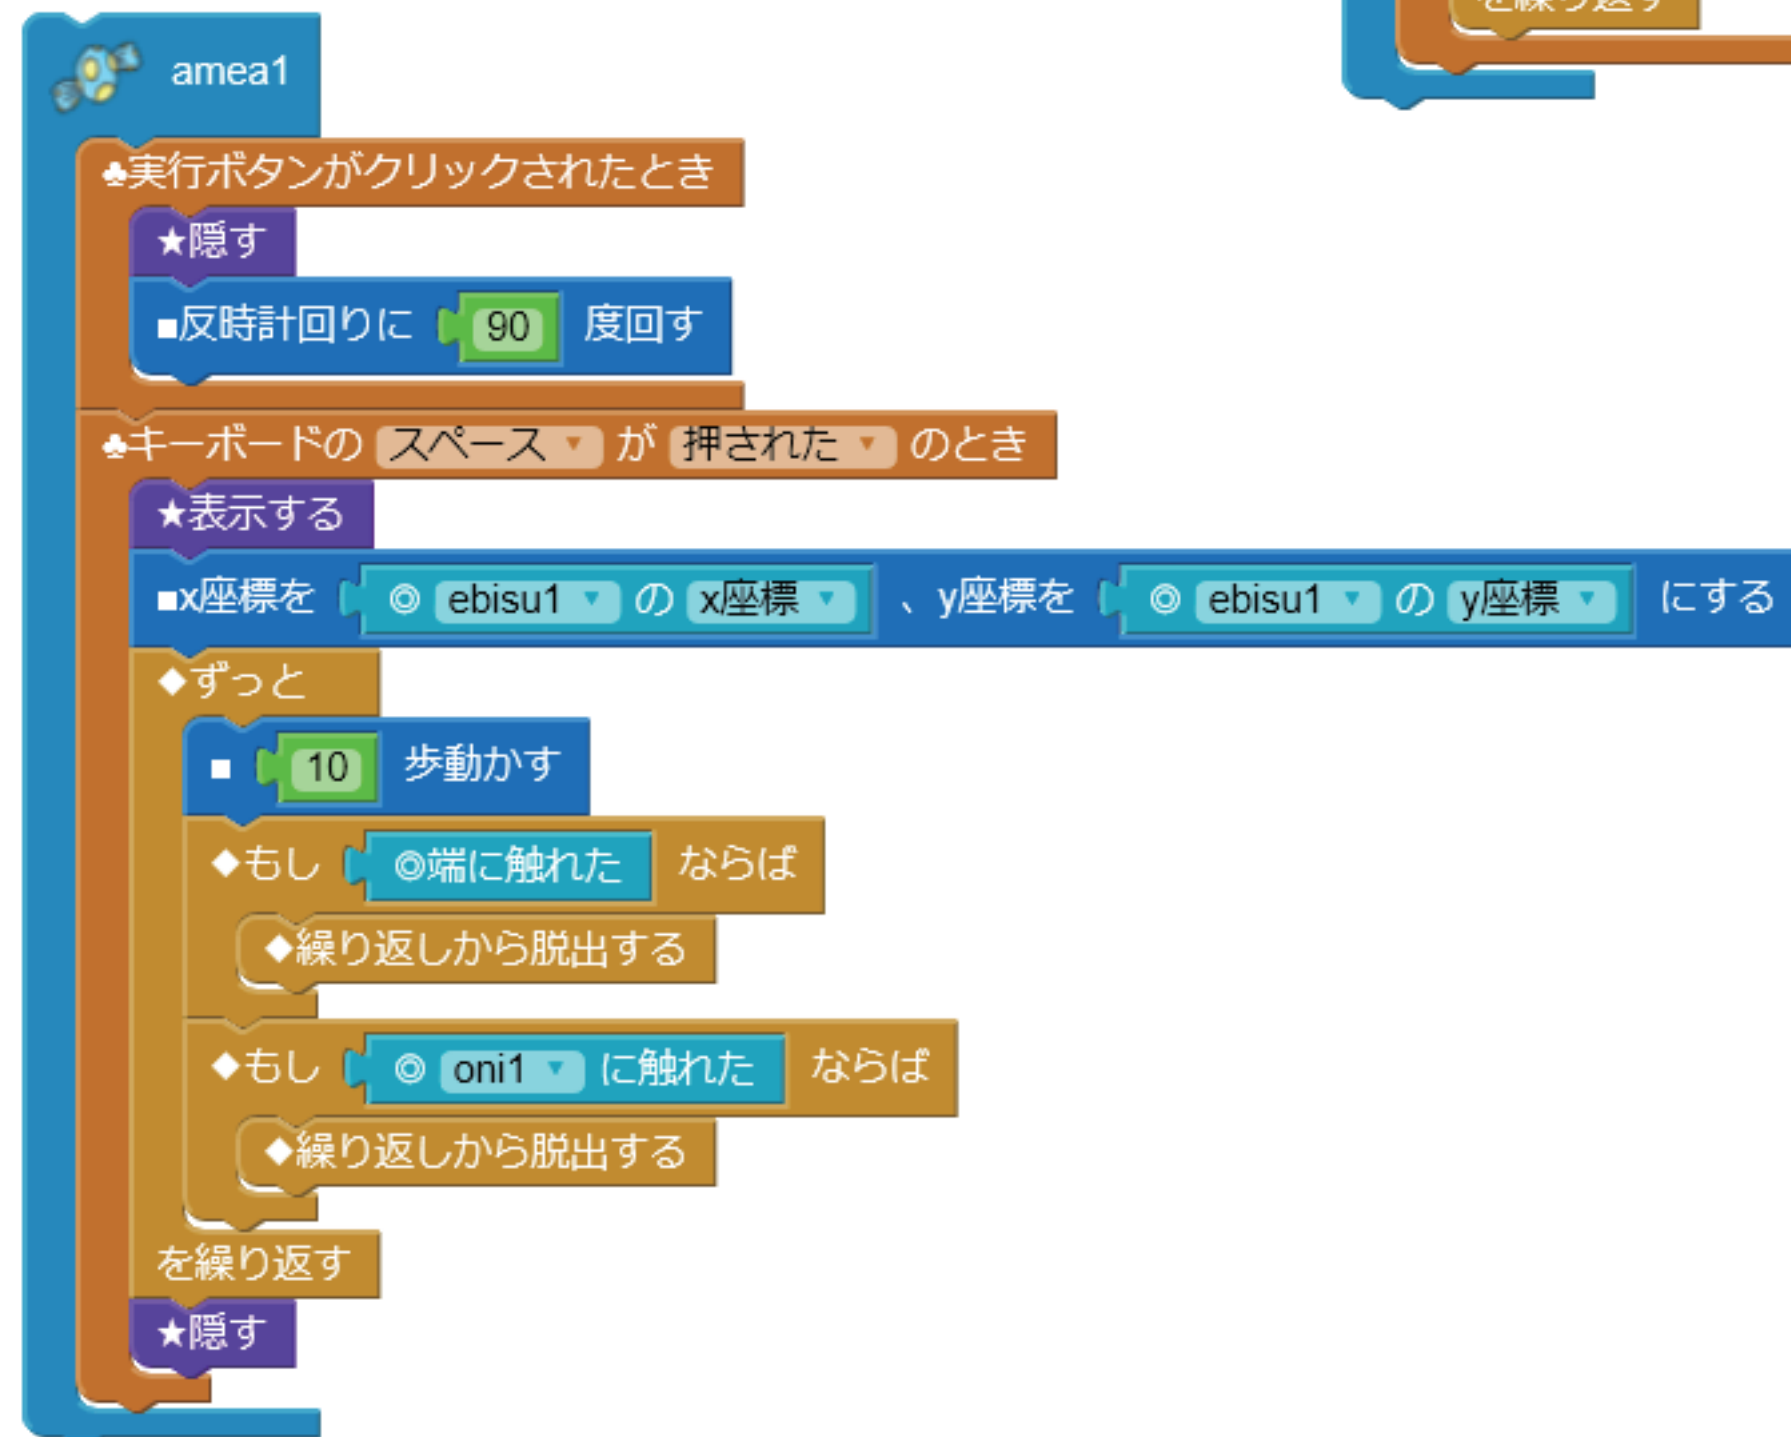 を繰り返す
amea1
♣実行ボタンがクリックされたとき
★隠す
■反時計回りに 90 度回す
♣キーボードの スペース ▼ が 押された ▼ のとき
★表示する
■x座標を ◎ ebisu1 ▼ の x座標 ▼ 、y座標を ◎ ebisu1 ▼ の y座標 ▼ にする
◆ずっと
■ 10 歩動かす
◆もし ◎端に触れた ならば
◆繰り返しから脱出する
◆もし ◎ oni1 ▼ に触れた ならば
◆繰り返しから脱出する
を繰り返す
★隠す